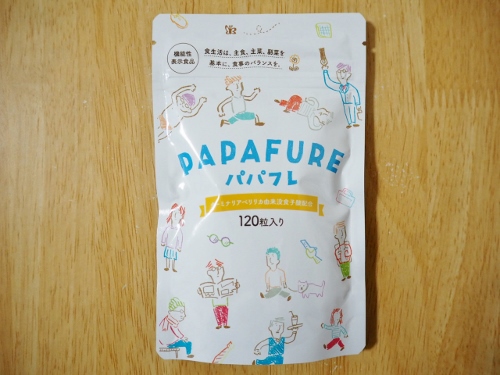 機能性
表示食品
食生活は、主食、主菜、副菜を
基本に、食事のバランスを。
PAPAFURE
パパフレ
120粒入り